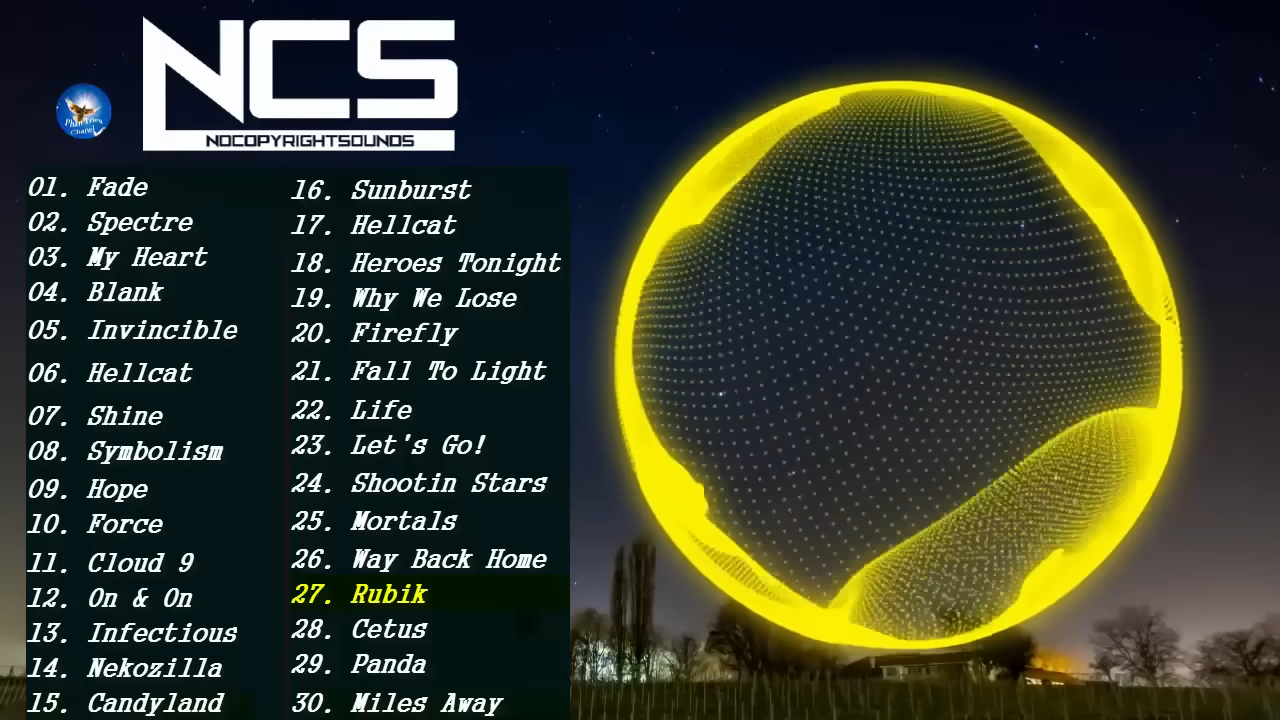 NCS
NOCOPYRIGHTSOUNDS
01. Fade
02. Spectre
03. My Heart
04. Blank
05. Invincible
06. Hellcat
07. Shine
08. Symbolism
09. Hope
10. Force
11. Cloud 9
12. On & On
13. Infectious
14. Nekozilla
15. Candyland
16. Sunburst
17. Hellcat
18. Heroes Tonight
19. Why We Lose
20. Firefly
21. Fall To Light
22. Life
23. Let's Go!
24. Shootin Stars
25. Mortals
26. Way Back Home
27. Rubik
28. Cetus
29. Panda
30. Miles Away